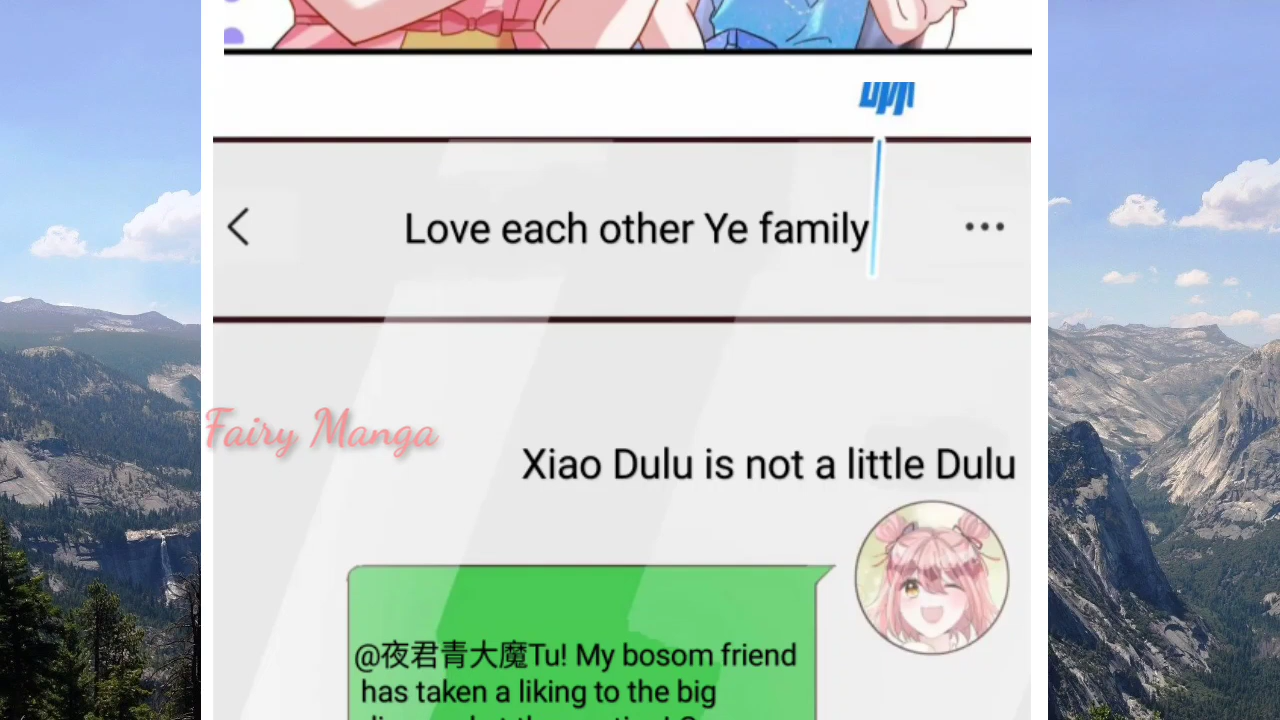 Love each other Ye family
Fairy Manga
Xiao Dulu is not a little Dulu
@夜君青大魔Tu! My bosom friend
has taken a liking to the big